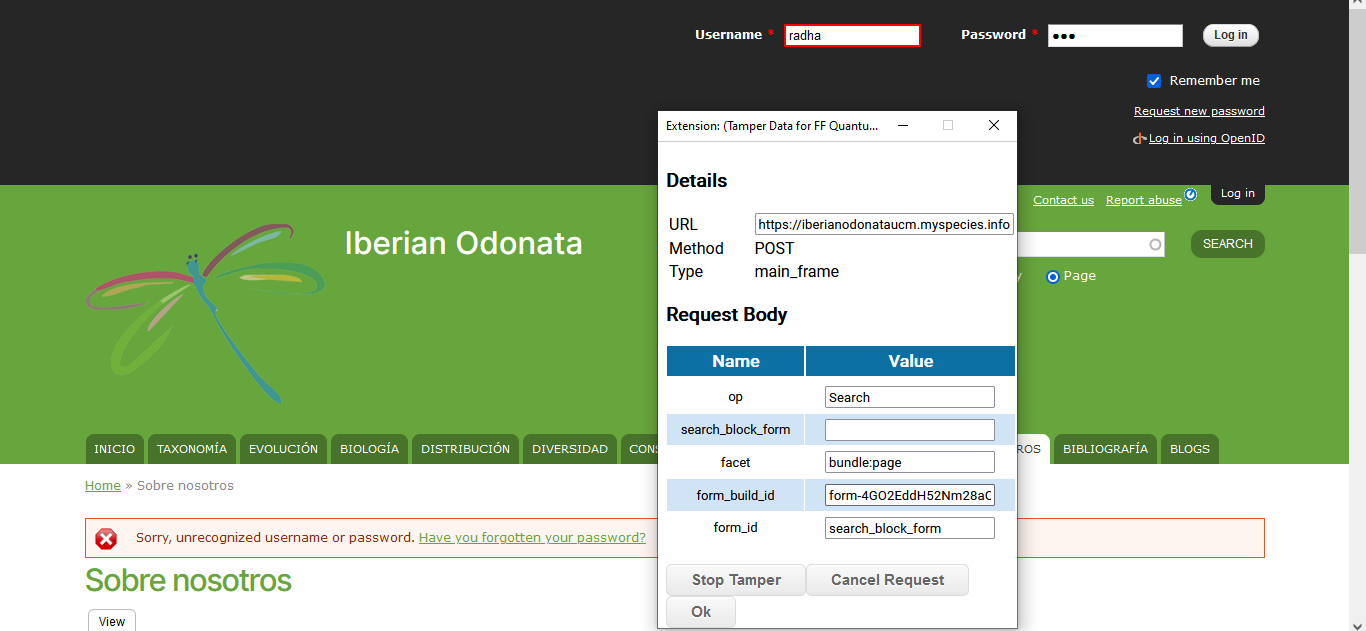 Username * radha Password * ●●● Log in
Remember me
Request new password
Log in using OpenID
Contact us Report abuse Log in
Iberian Odonata
SEARCH
Page
Extension: (Tamper Data for FF Quantu...
Details
URL https://iberianodonataucm.myspecies.info
Method POST
Type main_frame
Request Body
Name Value
op Search
search_block_form
facet bundle:page
form_build_id form-4GO2EddH52Nm28aC
form_id search_block_form
Stop Tamper Cancel Request
Ok
INICIO TAXONOMÍA EVOLUCIÓN BIOLOGÍA DISTRIBUCIÓN DIVERSIDAD CONS ROS BIBLIOGRAFÍA BLOGS
Home » Sobre nosotros
Sorry, unrecognized username or password. Have you forgotten your password?
Sobre nosotros
View